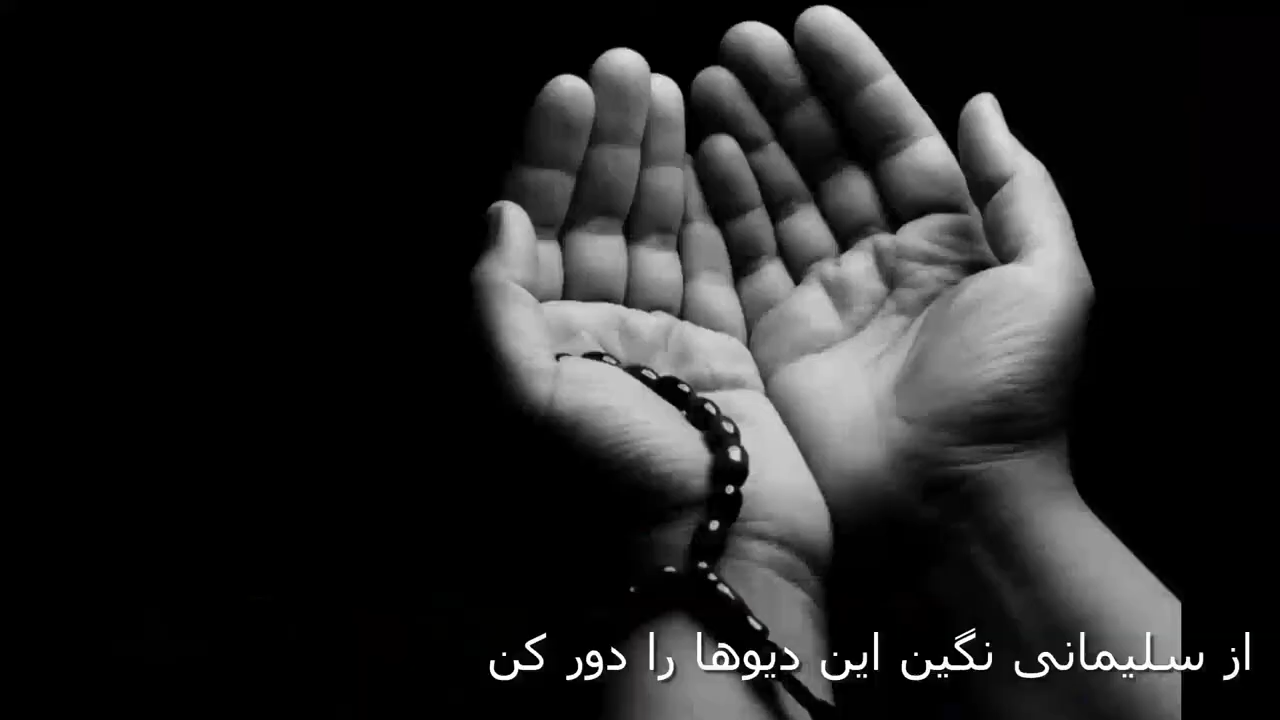 از سلیمانی نگین این دیوها را دور کن